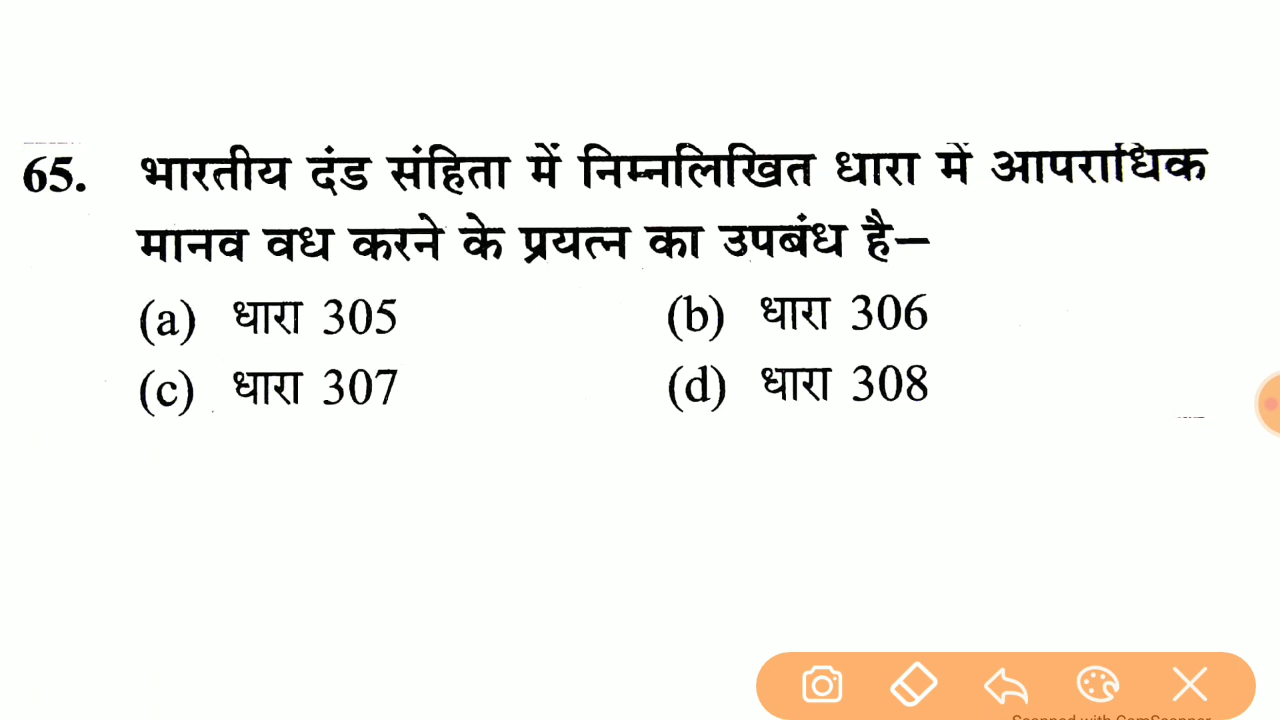 65. भारतीय दंड संहिता में निम्नलिखित धारा में आपराधिक
मानव वध करने के प्रयत्न का उपबंध है–
(a) धारा 305 (b) धारा 306
(c) धारा 307 (d) धारा 308